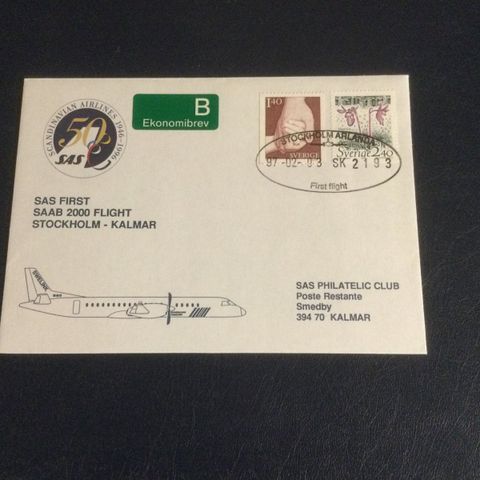 SCANDINAVIAN AIRLINES 1946-1996
50
SAS
B
Ekonomibrev
1.40
SVERIGE
Sverige 2.40
STOCKHOLM ARLANDA
97-02-03 SK 2193
First flight
SAS FIRST
SAAB 2000 FLIGHT
STOCKHOLM - KALMAR
SWELINK
SAS PHILATELIC CLUB
Poste Restante
Smedby
394 70 KALMAR